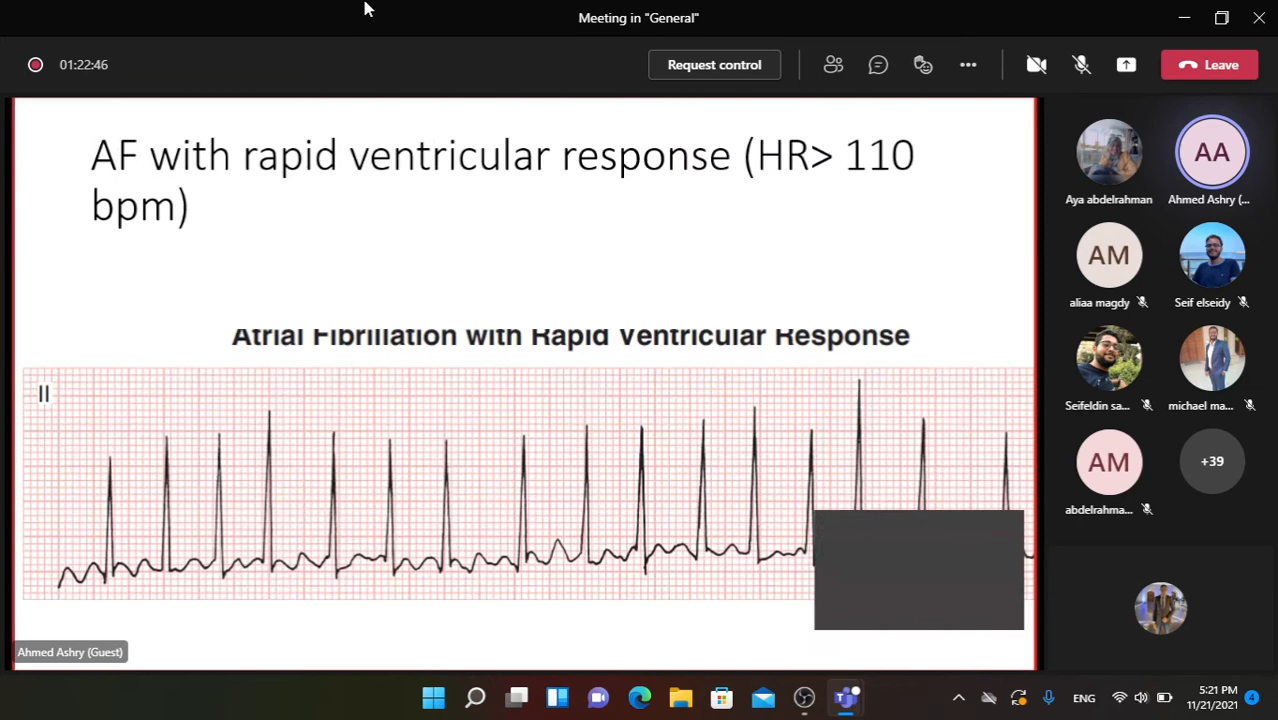 Meeting in "General"
01:22:46
Request control
Leave
AF with rapid ventricular response (HR> 110
bpm)
Atrial Fibrillation with Rapid Ventricular Response
II
Ahmed Ashry (Guest)
AA
Aya abdelrahman
Ahmed Ashry (...
AM
aliaa magdy
Seif elseidy
Seifeldin sa...
michael ma...
AM
+39
abdelrahma...
ENG
5:21 PM
11/21/2021
4